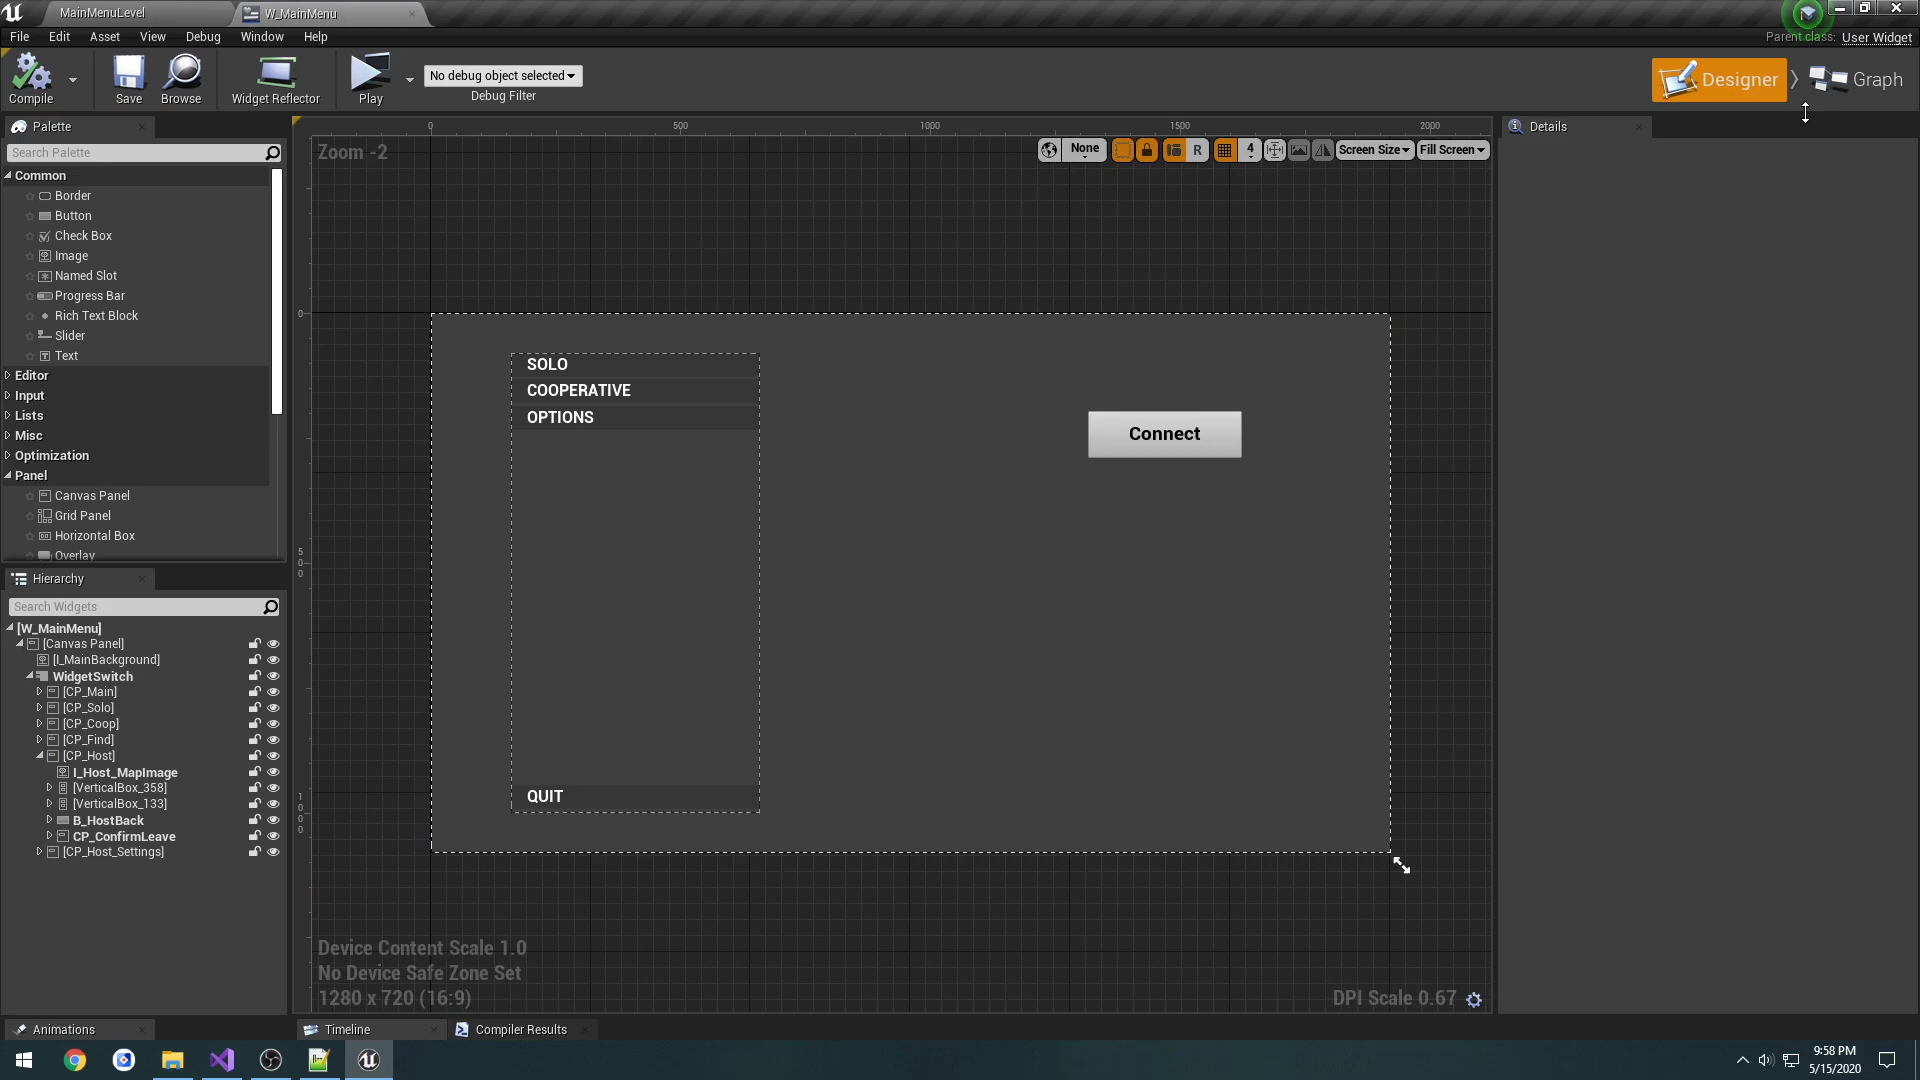 MainMenuLevel
W_MainMenu
File Edit Asset View Debug Window Help
Parent class: User Widget
Compile
Save
Browse
Widget Reflector
Play
No debug object selected
Debug Filter
Designer
Graph
Palette
Search Palette
Common
Border
Button
Check Box
Image
Named Slot
Progress Bar
Rich Text Block
Slider
Text
Editor
Input
Lists
Misc
Optimization
Panel
Canvas Panel
Grid Panel
Horizontal Box
Overlay
Hierarchy
Search Widgets
[W_MainMenu]
[Canvas Panel]
[I_MainBackground]
WidgetSwitch
[CP_Main]
[CP_Solo]
[CP_Coop]
[CP_Find]
[CP_Host]
I_Host_MapImage
[VerticalBox_358]
[VerticalBox_133]
B_HostBack
CP_ConfirmLeave
[CP_Host_Settings]
Animations
0 500 1000 1500 2000
Zoom -2
None
R
4
Screen Size
Fill Screen
0
500
1000
SOLO
COOPERATIVE
OPTIONS
QUIT
Connect
Device Content Scale 1.0
No Device Safe Zone Set
1280 x 720 (16:9)
DPI Scale 0.67
Details
Timeline
Compiler Results
9:58 PM
5/15/2020